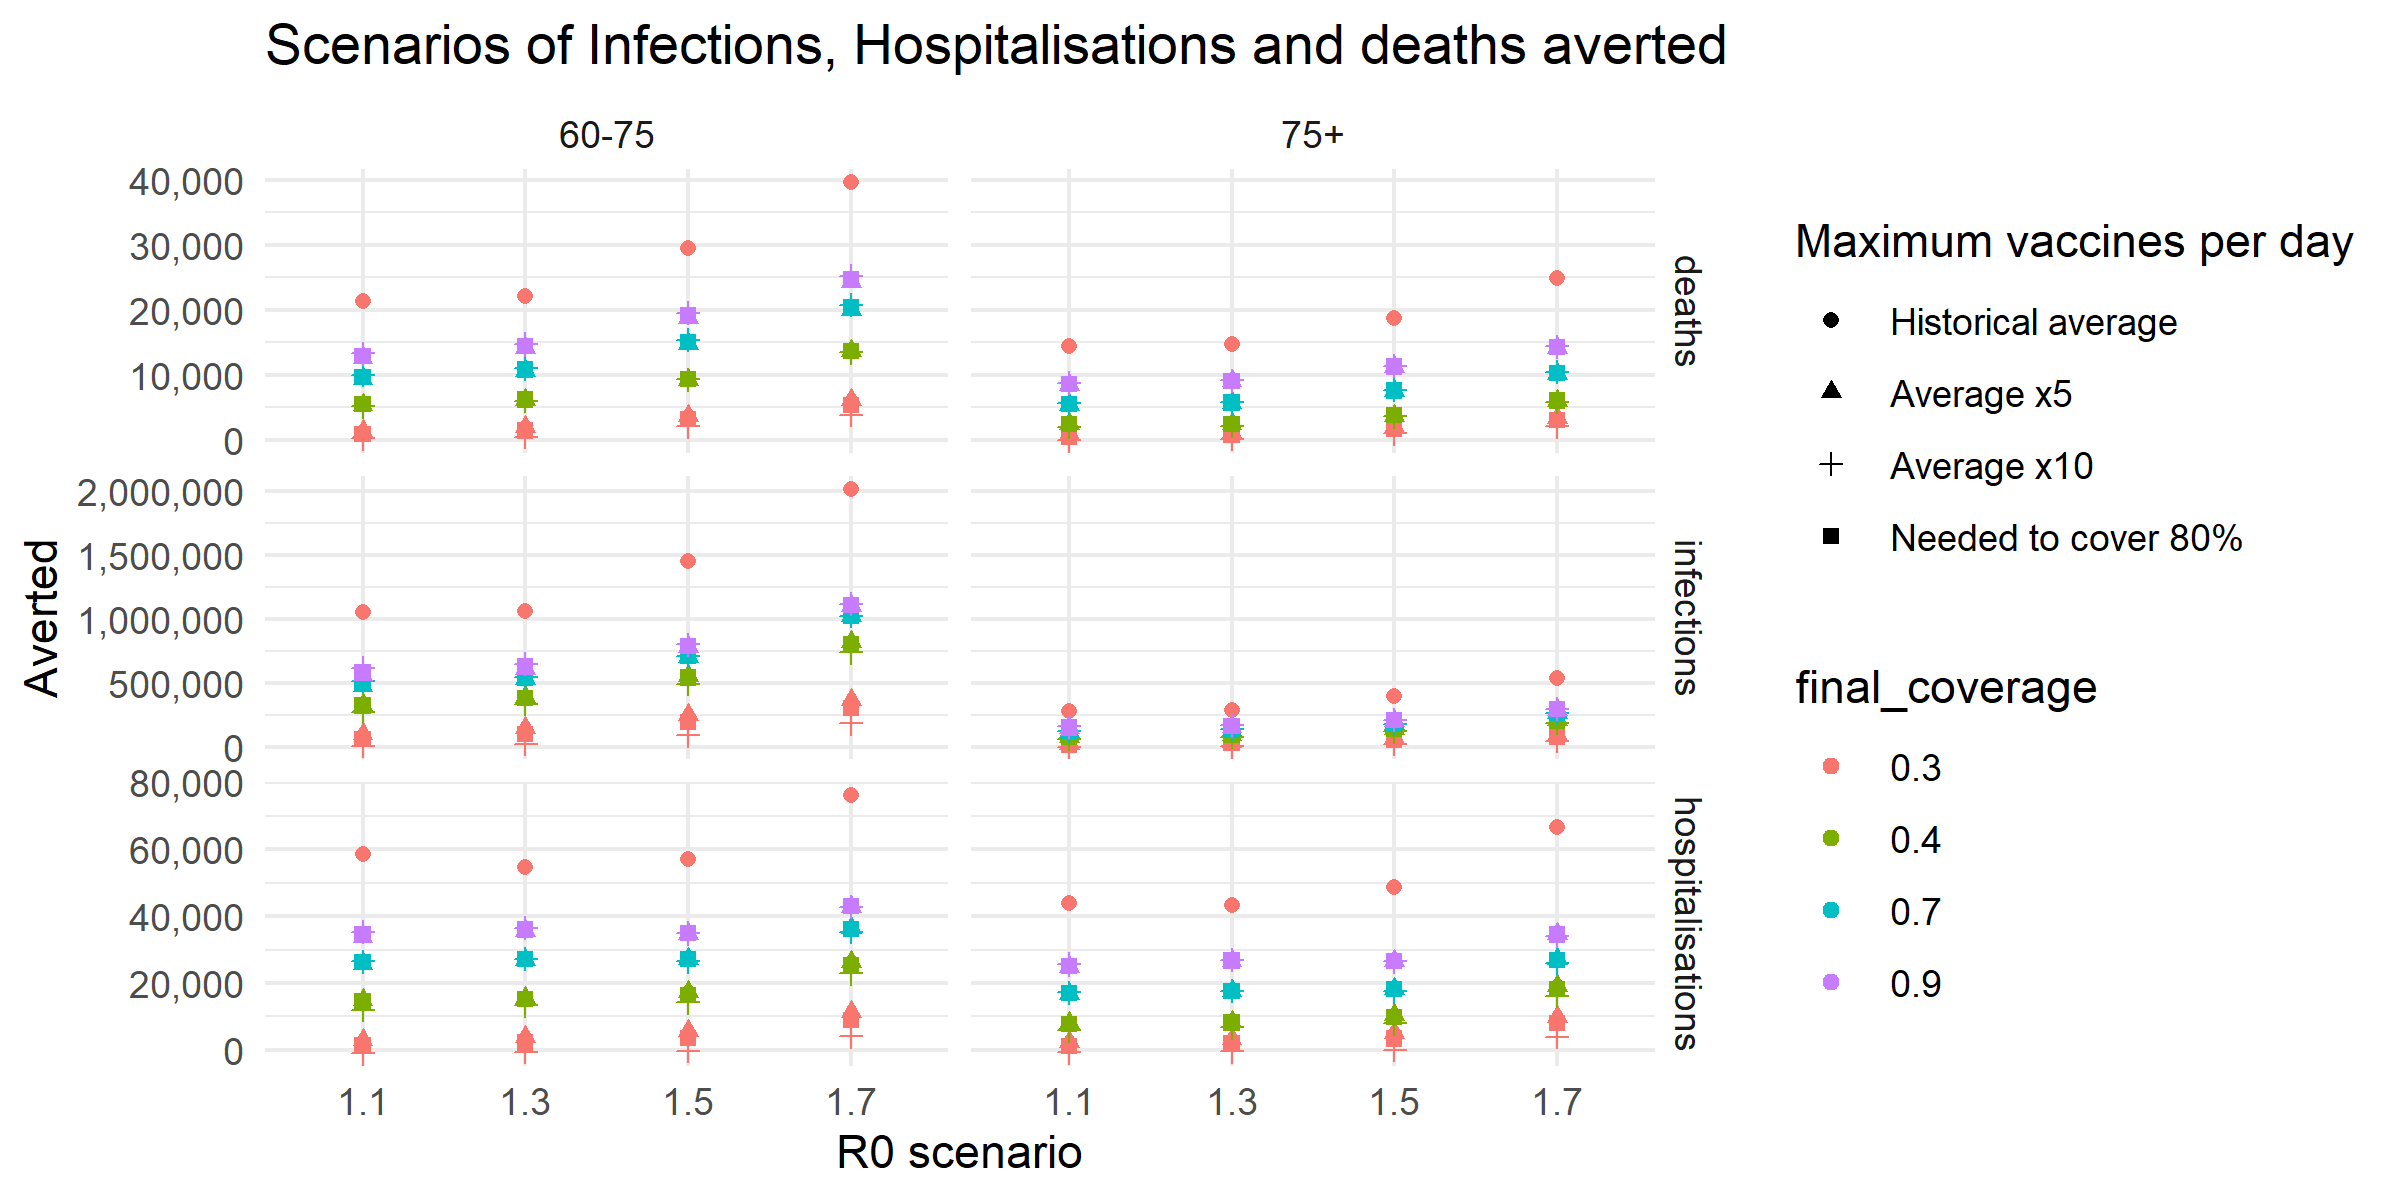 Scenarios of Infections, Hospitalisations and deaths averted
60-75
75+
40,000
30,000
20,000
10,000
0
deaths
2,000,000
1,500,000
1,000,000
500,000
0
infections
80,000
60,000
40,000
20,000
0
hospitalisations
Averted
1.1 1.3 1.5 1.7
1.1 1.3 1.5 1.7
R0 scenario
Maximum vaccines per day
Historical average
Average x5
Average x10
Needed to cover 80%
final_coverage
0.3
0.4
0.7
0.9